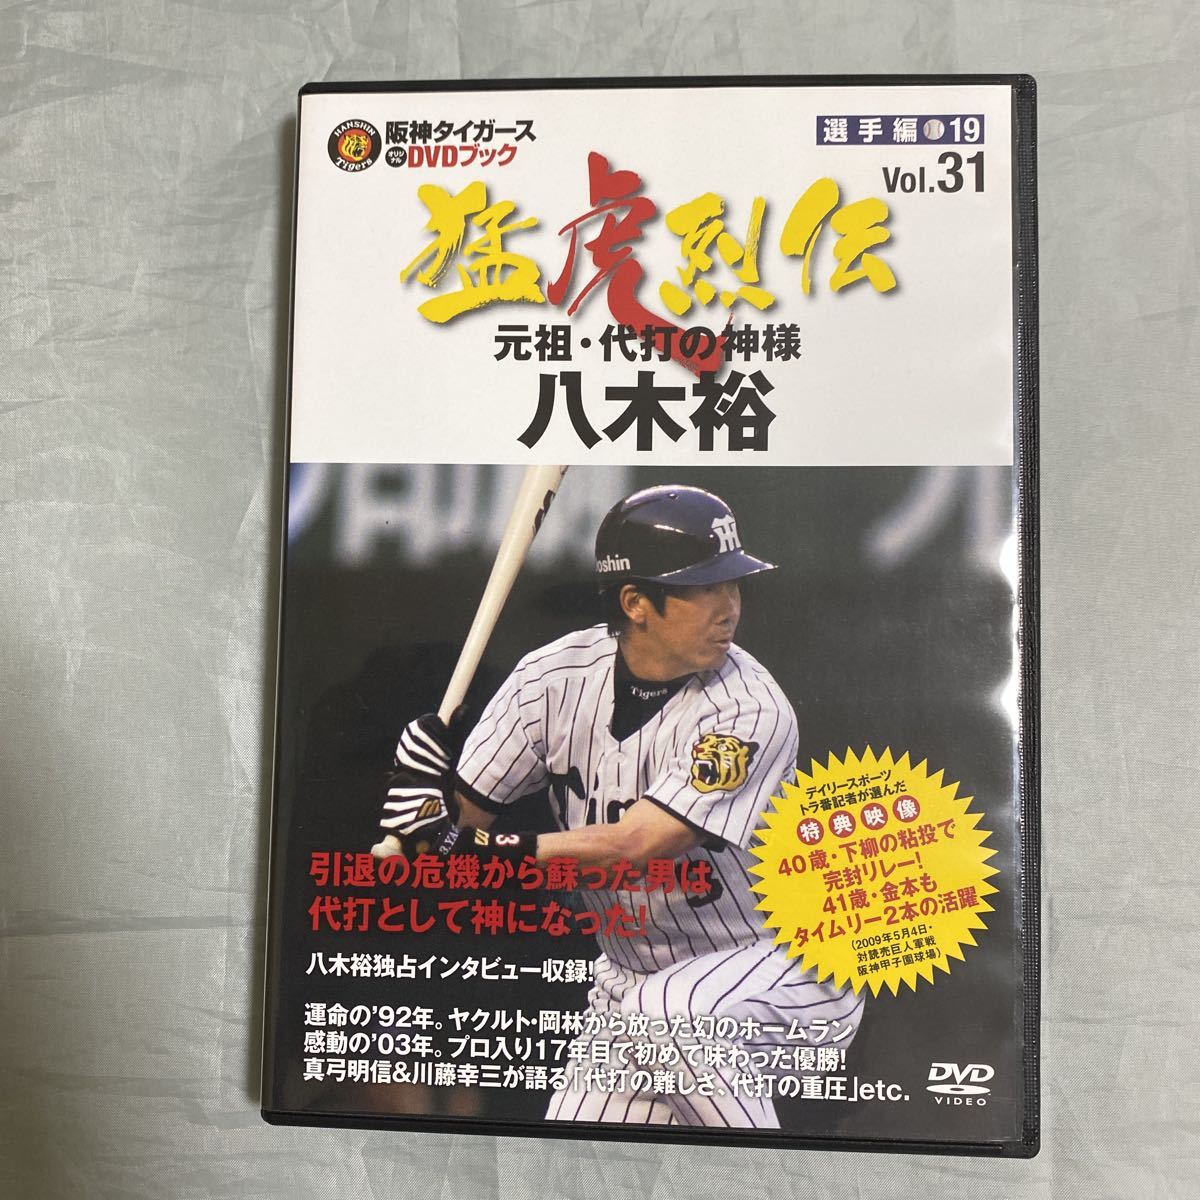 HANSHIN
Tigers
阪神タイガース
オリジナル
DVDブック
選手編 19
Vol.31
猛虎烈伝
元祖・代打の神様
八木裕
oshin
Tigers
3
デイリースポーツ
トラ番記者が選んだ
特典映像
40歳・下柳の粘投で
完封リレー!
41歳・金本も
タイムリー2本の活躍
(2009年5月4日・
対読売巨人軍戦
阪神甲子園球場)
引退の危機から蘇った男は
代打として神になった!
八木裕独占インタビュー収録!
運命の'92年。ヤクルト・岡林から放った幻のホームラン
感動の'03年。プロ入り17年目で初めて味わった優勝!
真弓明信&川藤幸三が語る「代打の難しさ、代打の重圧」etc.
DVD
VIDEO